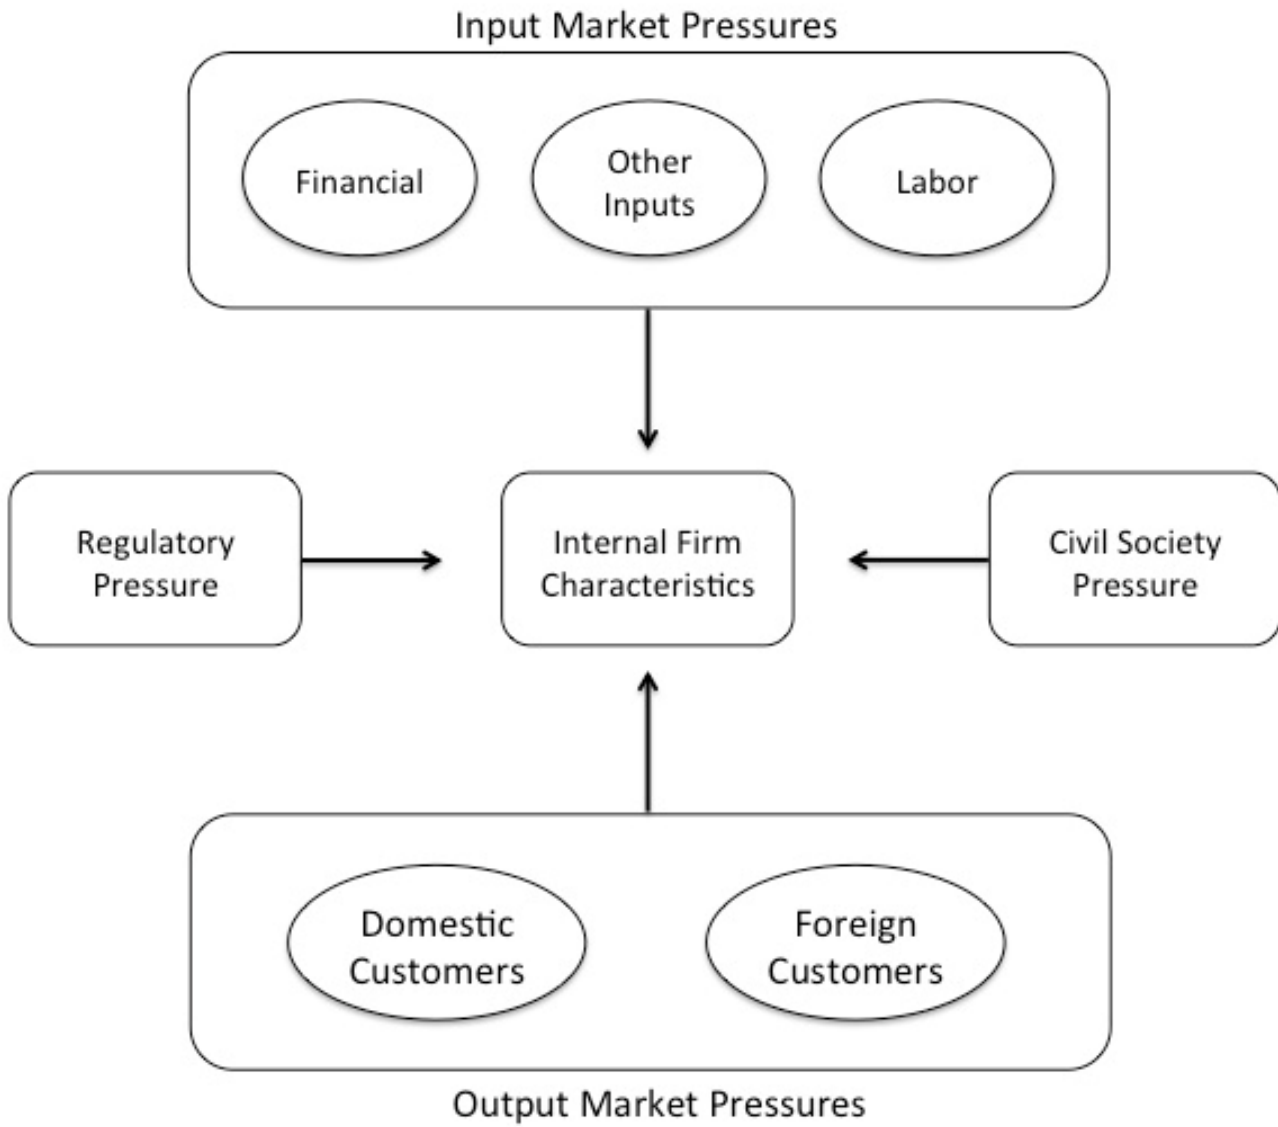 Input Market Pressures
Financial
Other
Inputs
Labor
Regulatory
Pressure
Internal Firm
Characteristics
Civil Society
Pressure
Domestic
Customers
Foreign
Customers
Output Market Pressures